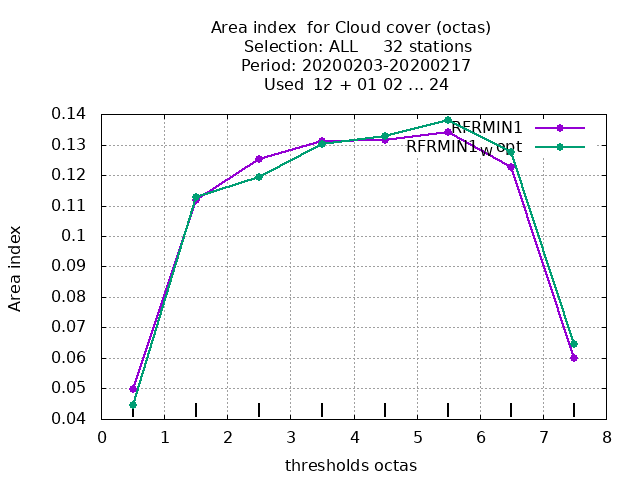 Area index  for Cloud cover (octas)
Selection: ALL     32 stations
Period: 20200203-20200217
Used  12 + 01 02 ... 24
0.14
0.13
0.12
0.11
0.1
0.09
0.08
0.07
0.06
0.05
0.04
Area index
RFRMIN1
RFRMIN1wopt
0 1 2 3 4 5 6 7 8
thresholds octas